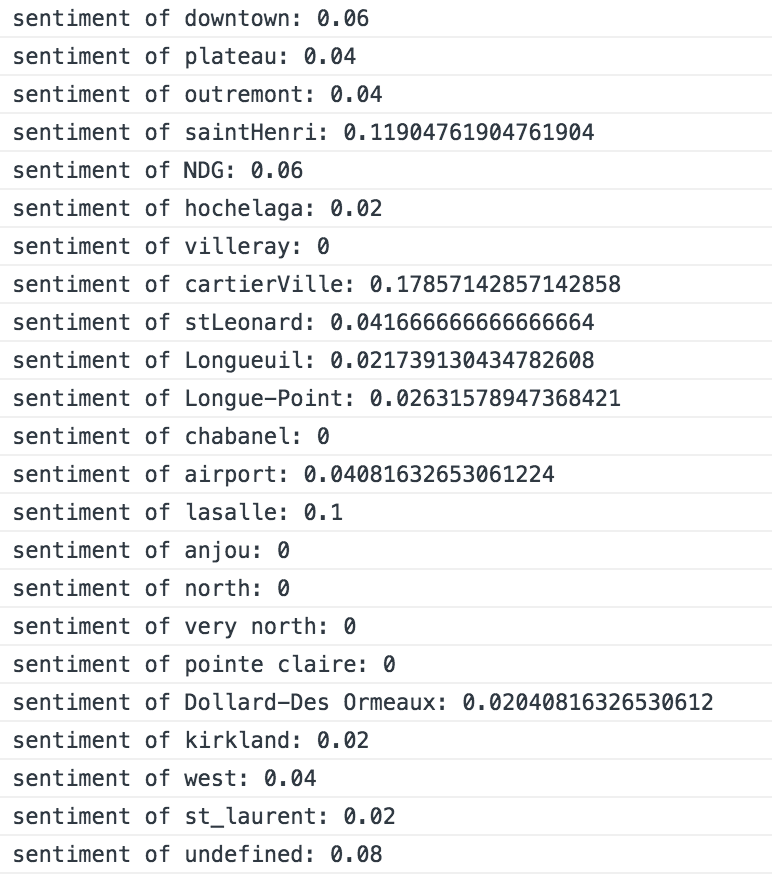 sentiment of downtown: 0.06
sentiment of plateau: 0.04
sentiment of outremont: 0.04
sentiment of saintHenri: 0.11904761904761904
sentiment of NDG: 0.06
sentiment of hochelaga: 0.02
sentiment of villeray: 0
sentiment of cartierVille: 0.17857142857142858
sentiment of stLeonard: 0.041666666666666664
sentiment of Longueuil: 0.021739130434782608
sentiment of Longue-Point: 0.02631578947368421
sentiment of chabanel: 0
sentiment of airport: 0.04081632653061224
sentiment of lasalle: 0.1
sentiment of anjou: 0
sentiment of north: 0
sentiment of very north: 0
sentiment of pointe claire: 0
sentiment of Dollard-Des Ormeaux: 0.02040816326530612
sentiment of kirkland: 0.02
sentiment of west: 0.04
sentiment of st_laurent: 0.02
sentiment of undefined: 0.08